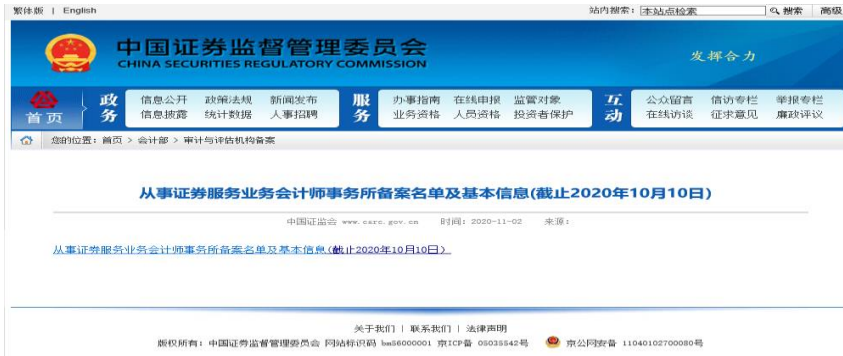 繁体版 | English 站内搜索: 本站点检索 搜索 高级
中国证券监督管理委员会
CHINA SECURITIES REGULATORY COMMISSION
发挥合力
首页
政务
信息公开 政策法规 新闻发布
信息披露 统计数据 人事招聘
服务
办事指南 在线申报 监管对象
业务资格 人员资格 投资者保护
互动
公众留言 信访专栏 举报专栏
在线访谈 征求意见 廉政评议
您的位置: 首页 > 会计部 > 审计与评估机构备案
从事证券服务业务会计师事务所备案名单及基本信息(截止2020年10月10日)
中国证监会 www.csrc.gov.cn 时间: 2020-11-02 来源:
从事证券服务业务会计师事务所备案名单及基本信息(截止2020年10月10日)
关于我们 | 联系我们 | 法律声明
版权所有: 中国证券监督管理委员会 网站标识码 bm56000001 京ICP备 05035542号 京公网安备 11040102700080号